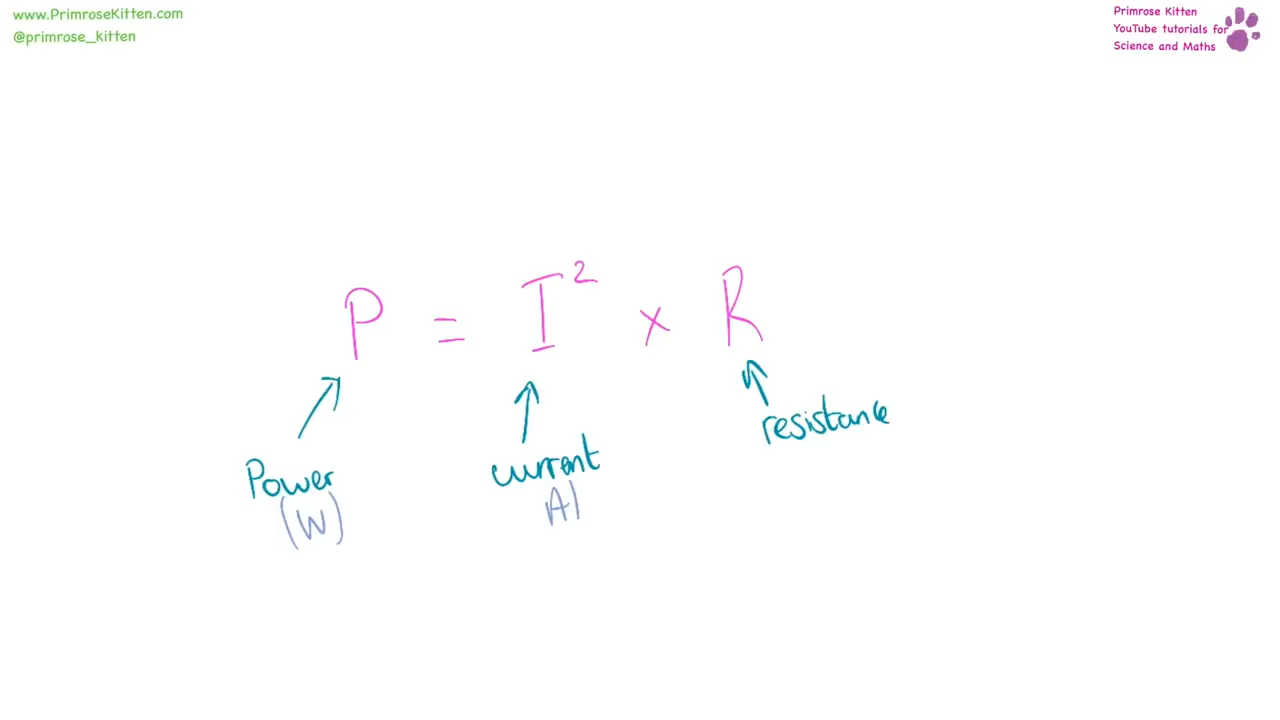 www.PrimroseKitten.com
@primrose_kitten
Primrose Kitten
YouTube tutorials for
Science and Maths
P = I² × R
Power
(W)
current
A)
resistance